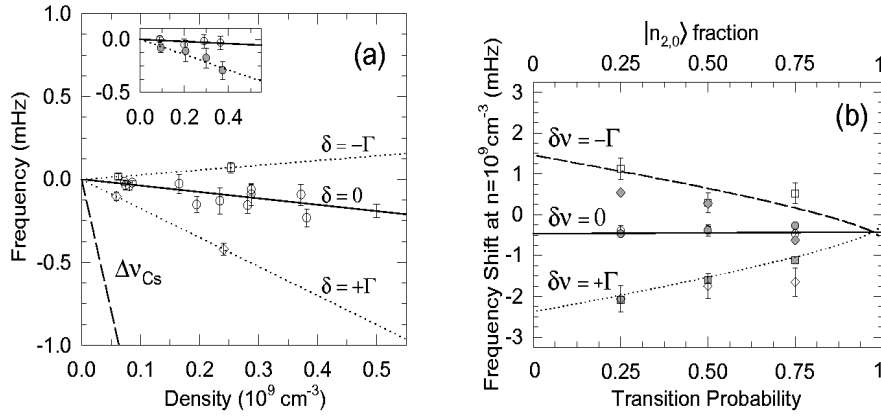 (a)
Frequency (mHz)
1.0
0.5
0.0
-0.5
-1.0
0.0
-0.5
0.0 0.2 0.4
δ = −Γ
δ = 0
δ = +Γ
Δν_Cs
0.0 0.1 0.2 0.3 0.4 0.5
Density (10⁹ cm⁻³)
|n₂,₀⟩ fraction
0 0.25 0.50 0.75 1
(b)
Frequency Shift at n=10⁹cm⁻³ (mHz)
3
2
1
0
-1
-2
-3
δν = −Γ
δν = 0
δν = +Γ
0 0.25 0.50 0.75 1
Transition Probability